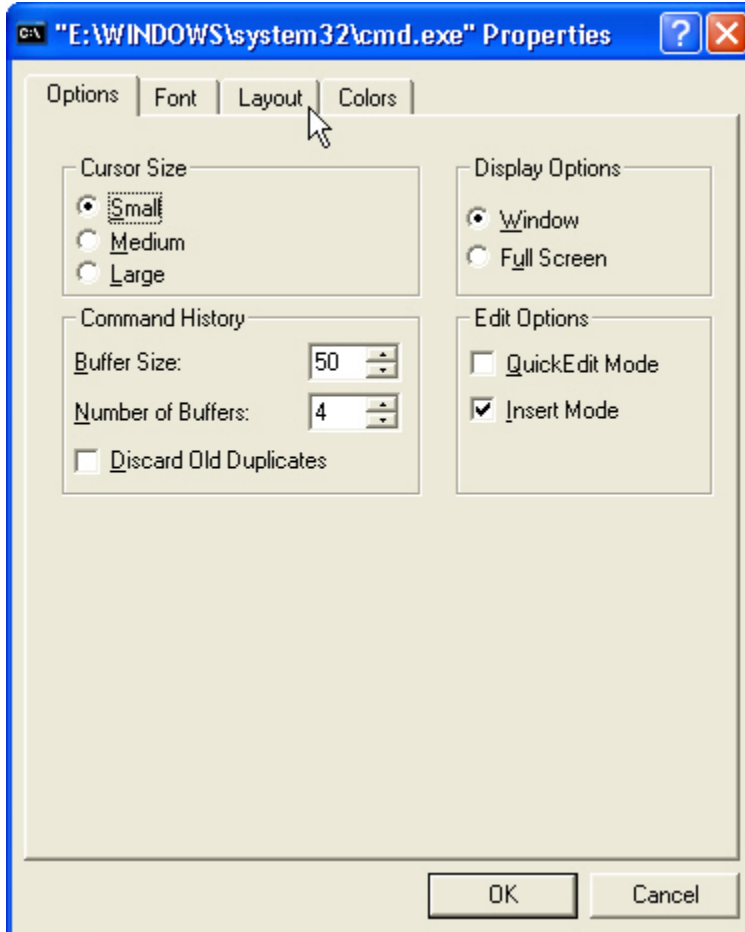 C:\ "E:\WINDOWS\system32\cmd.exe" Properties ?
Options Font Layout Colors
Cursor Size
Small
Medium
Large
Display Options
Window
Full Screen
Command History
Buffer Size: 50
Number of Buffers: 4
Discard Old Duplicates
Edit Options
QuickEdit Mode
Insert Mode
OK Cancel